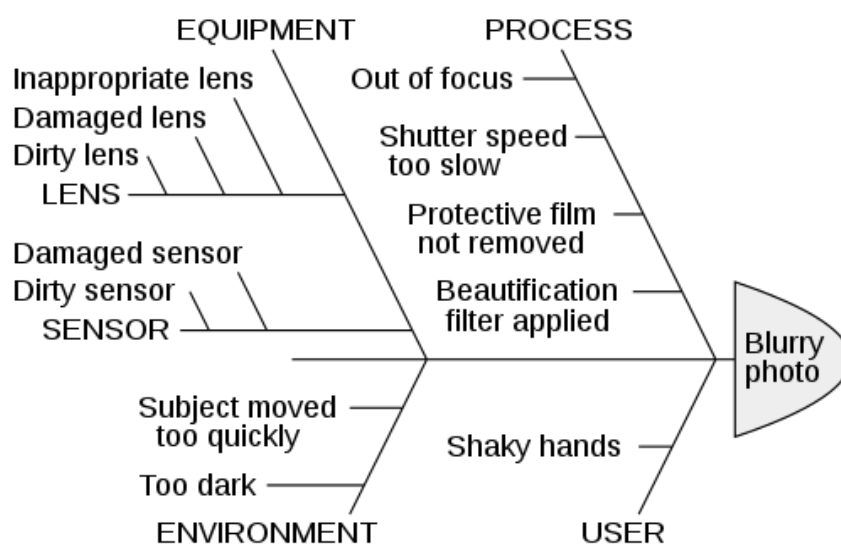 EQUIPMENT
PROCESS
Inappropriate lens
Damaged lens
Dirty lens
LENS
Damaged sensor
Dirty sensor
SENSOR
Out of focus
Shutter speed
too slow
Protective film
not removed
Beautification
filter applied
Blurry
photo
Subject moved
too quickly
Too dark
ENVIRONMENT
Shaky hands
USER